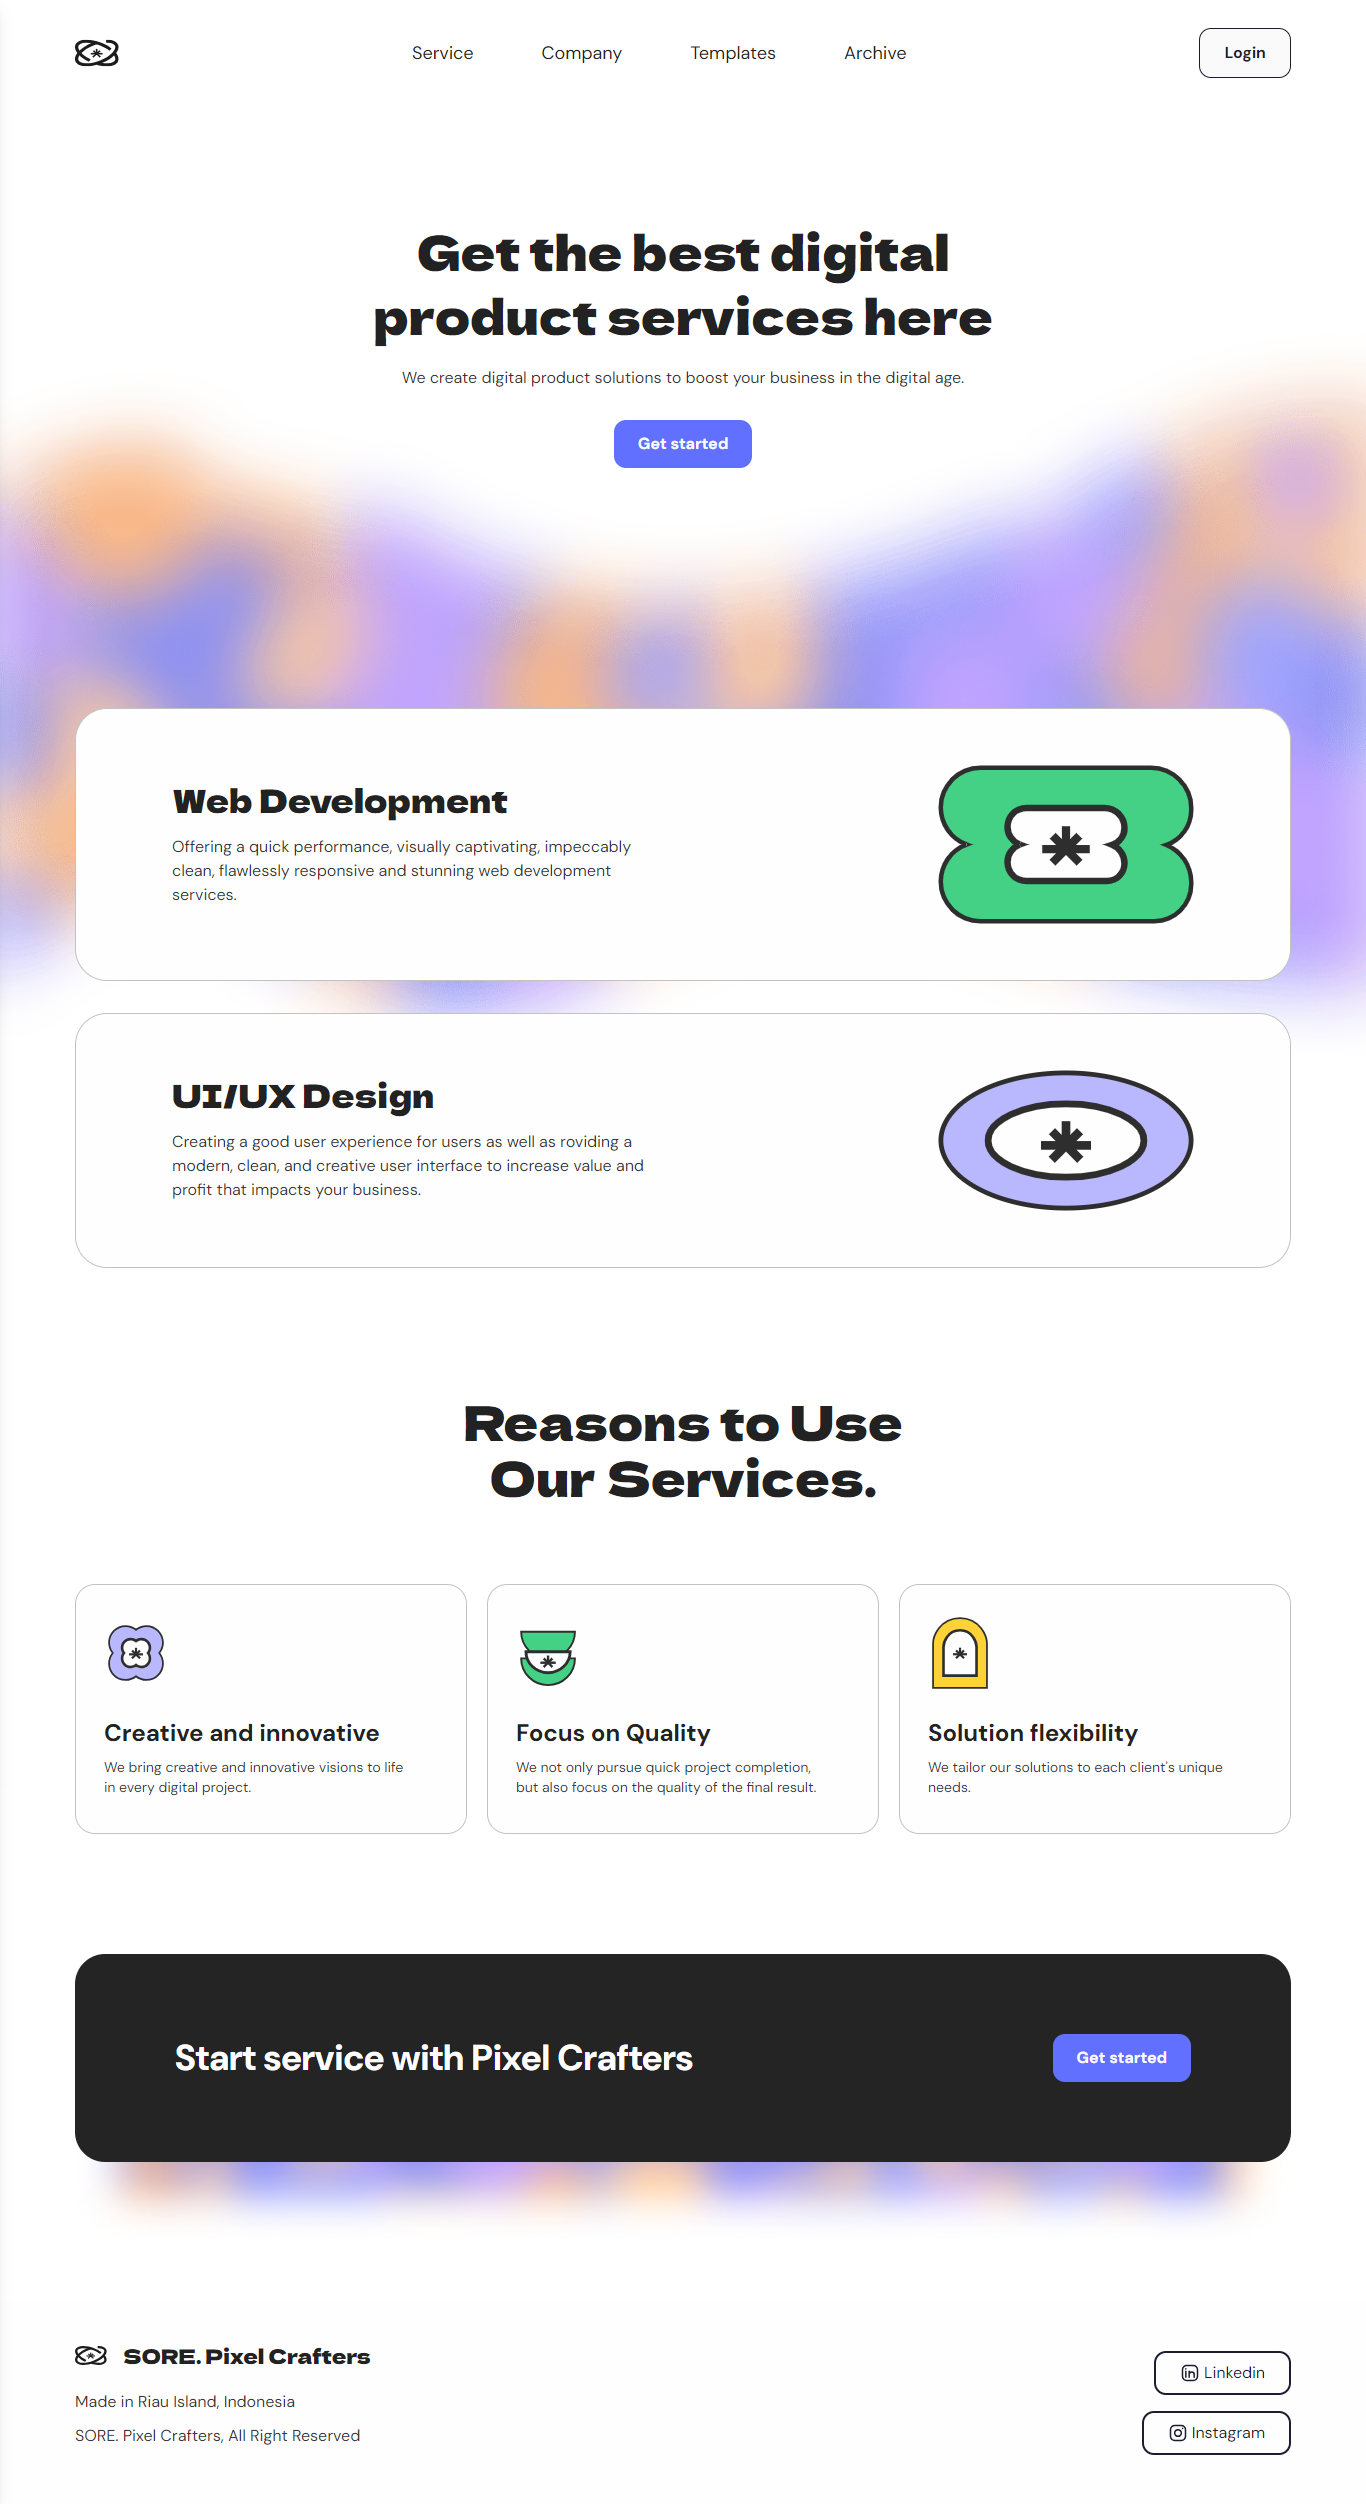 Service
Company
Templates
Archive
Login
Get the best digital
product services here
We create digital product solutions to boost your business in the digital age.
Get started
Web Development
Offering a quick performance, visually captivating, impeccably
clean, flawlessly responsive and stunning web development
services.
UI/UX Design
Creating a good user experience for users as well as roviding a
modern, clean, and creative user interface to increase value and
profit that impacts your business.
Reasons to Use
Our Services.
Creative and innovative
We bring creative and innovative visions to life
in every digital project.
Focus on Quality
We not only pursue quick project completion,
but also focus on the quality of the final result.
Solution flexibility
We tailor our solutions to each client's unique
needs.
Start service with Pixel Crafters
Get started
SORE. Pixel Crafters
Made in Riau Island, Indonesia
SORE. Pixel Crafters, All Right Reserved
Linkedin
Instagram